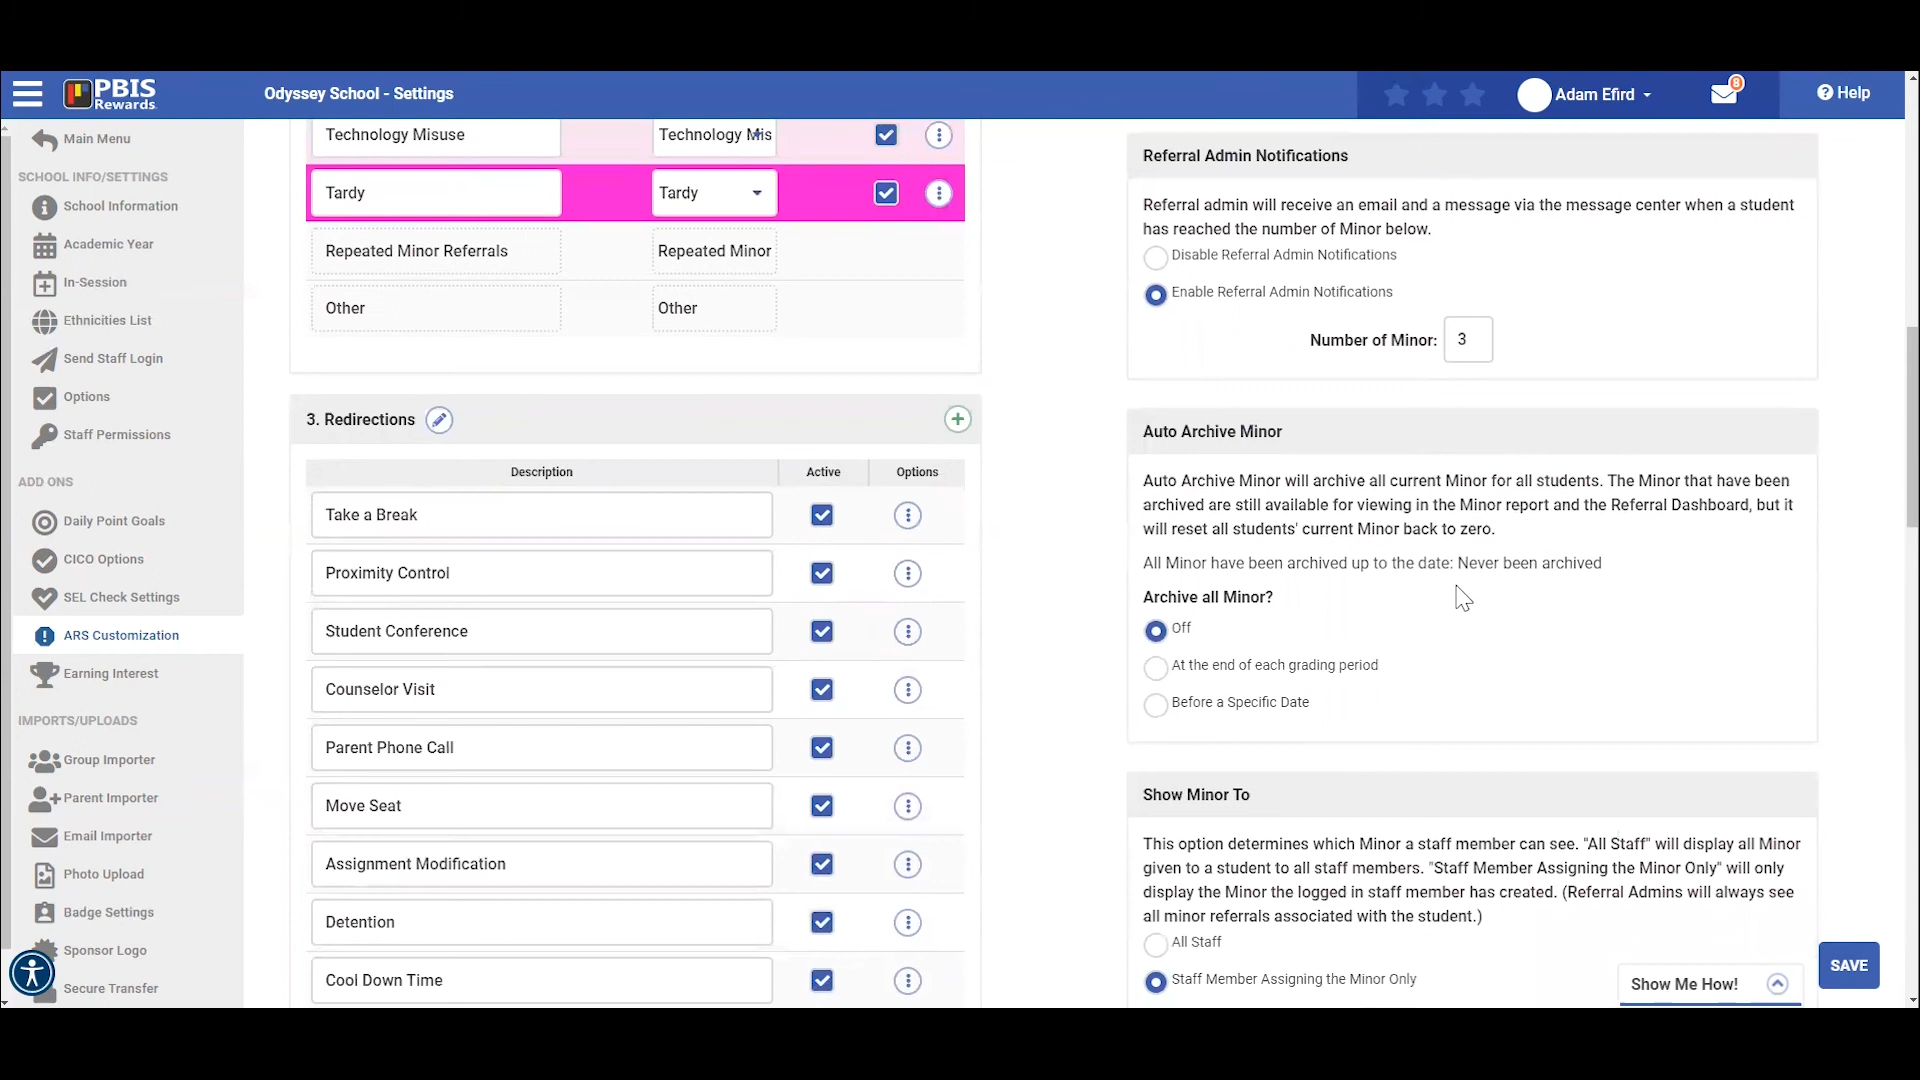 PBIS
Rewards
Odyssey School - Settings
Adam Efird
8
Help
Main Menu
SCHOOL INFO/SETTINGS
School Information
Academic Year
In-Session
Ethnicities List
Send Staff Login
Options
Staff Permissions
ADD ONS
Daily Point Goals
CICO Options
SEL Check Settings
ARS Customization
Earning Interest
IMPORTS/UPLOADS
Group Importer
Parent Importer
Email Importer
Photo Upload
Badge Settings
Sponsor Logo
Secure Transfer
Technology Misuse
Technology Mis
Tardy
Tardy
Repeated Minor Referrals
Repeated Minor
Other
Other
3. Redirections
Description
Active
Options
Take a Break
Proximity Control
Student Conference
Counselor Visit
Parent Phone Call
Move Seat
Assignment Modification
Detention
Cool Down Time
Referral Admin Notifications
Referral admin will receive an email and a message via the message center when a student
has reached the number of Minor below.
Disable Referral Admin Notifications
Enable Referral Admin Notifications
Number of Minor: 3
Auto Archive Minor
Auto Archive Minor will archive all current Minor for all students. The Minor that have been
archived are still available for viewing in the Minor report and the Referral Dashboard, but it
will reset all students' current Minor back to zero.
All Minor have been archived up to the date: Never been archived
Archive all Minor?
Off
At the end of each grading period
Before a Specific Date
Show Minor To
This option determines which Minor a staff member can see. "All Staff" will display all Minor
given to a student to all staff members. "Staff Member Assigning the Minor Only" will only
display the Minor the logged in staff member has created. (Referral Admins will always see
all minor referrals associated with the student.)
All Staff
Staff Member Assigning the Minor Only
Show Me How!
SAVE